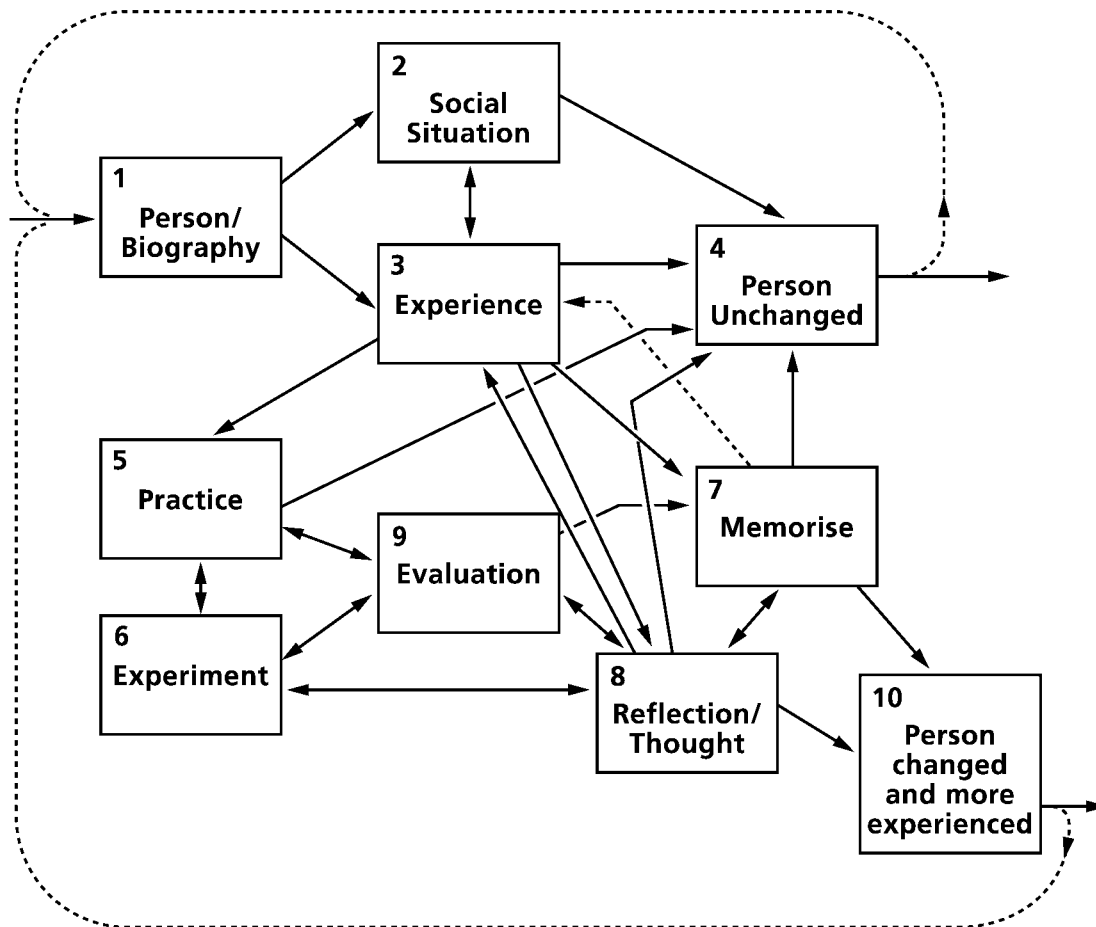 1
Person/
Biography
2
Social
Situation
3
Experience
4
Person
Unchanged
5
Practice
6
Experiment
7
Memorise
8
Reflection/
Thought
9
Evaluation
10
Person
changed
and more
experienced